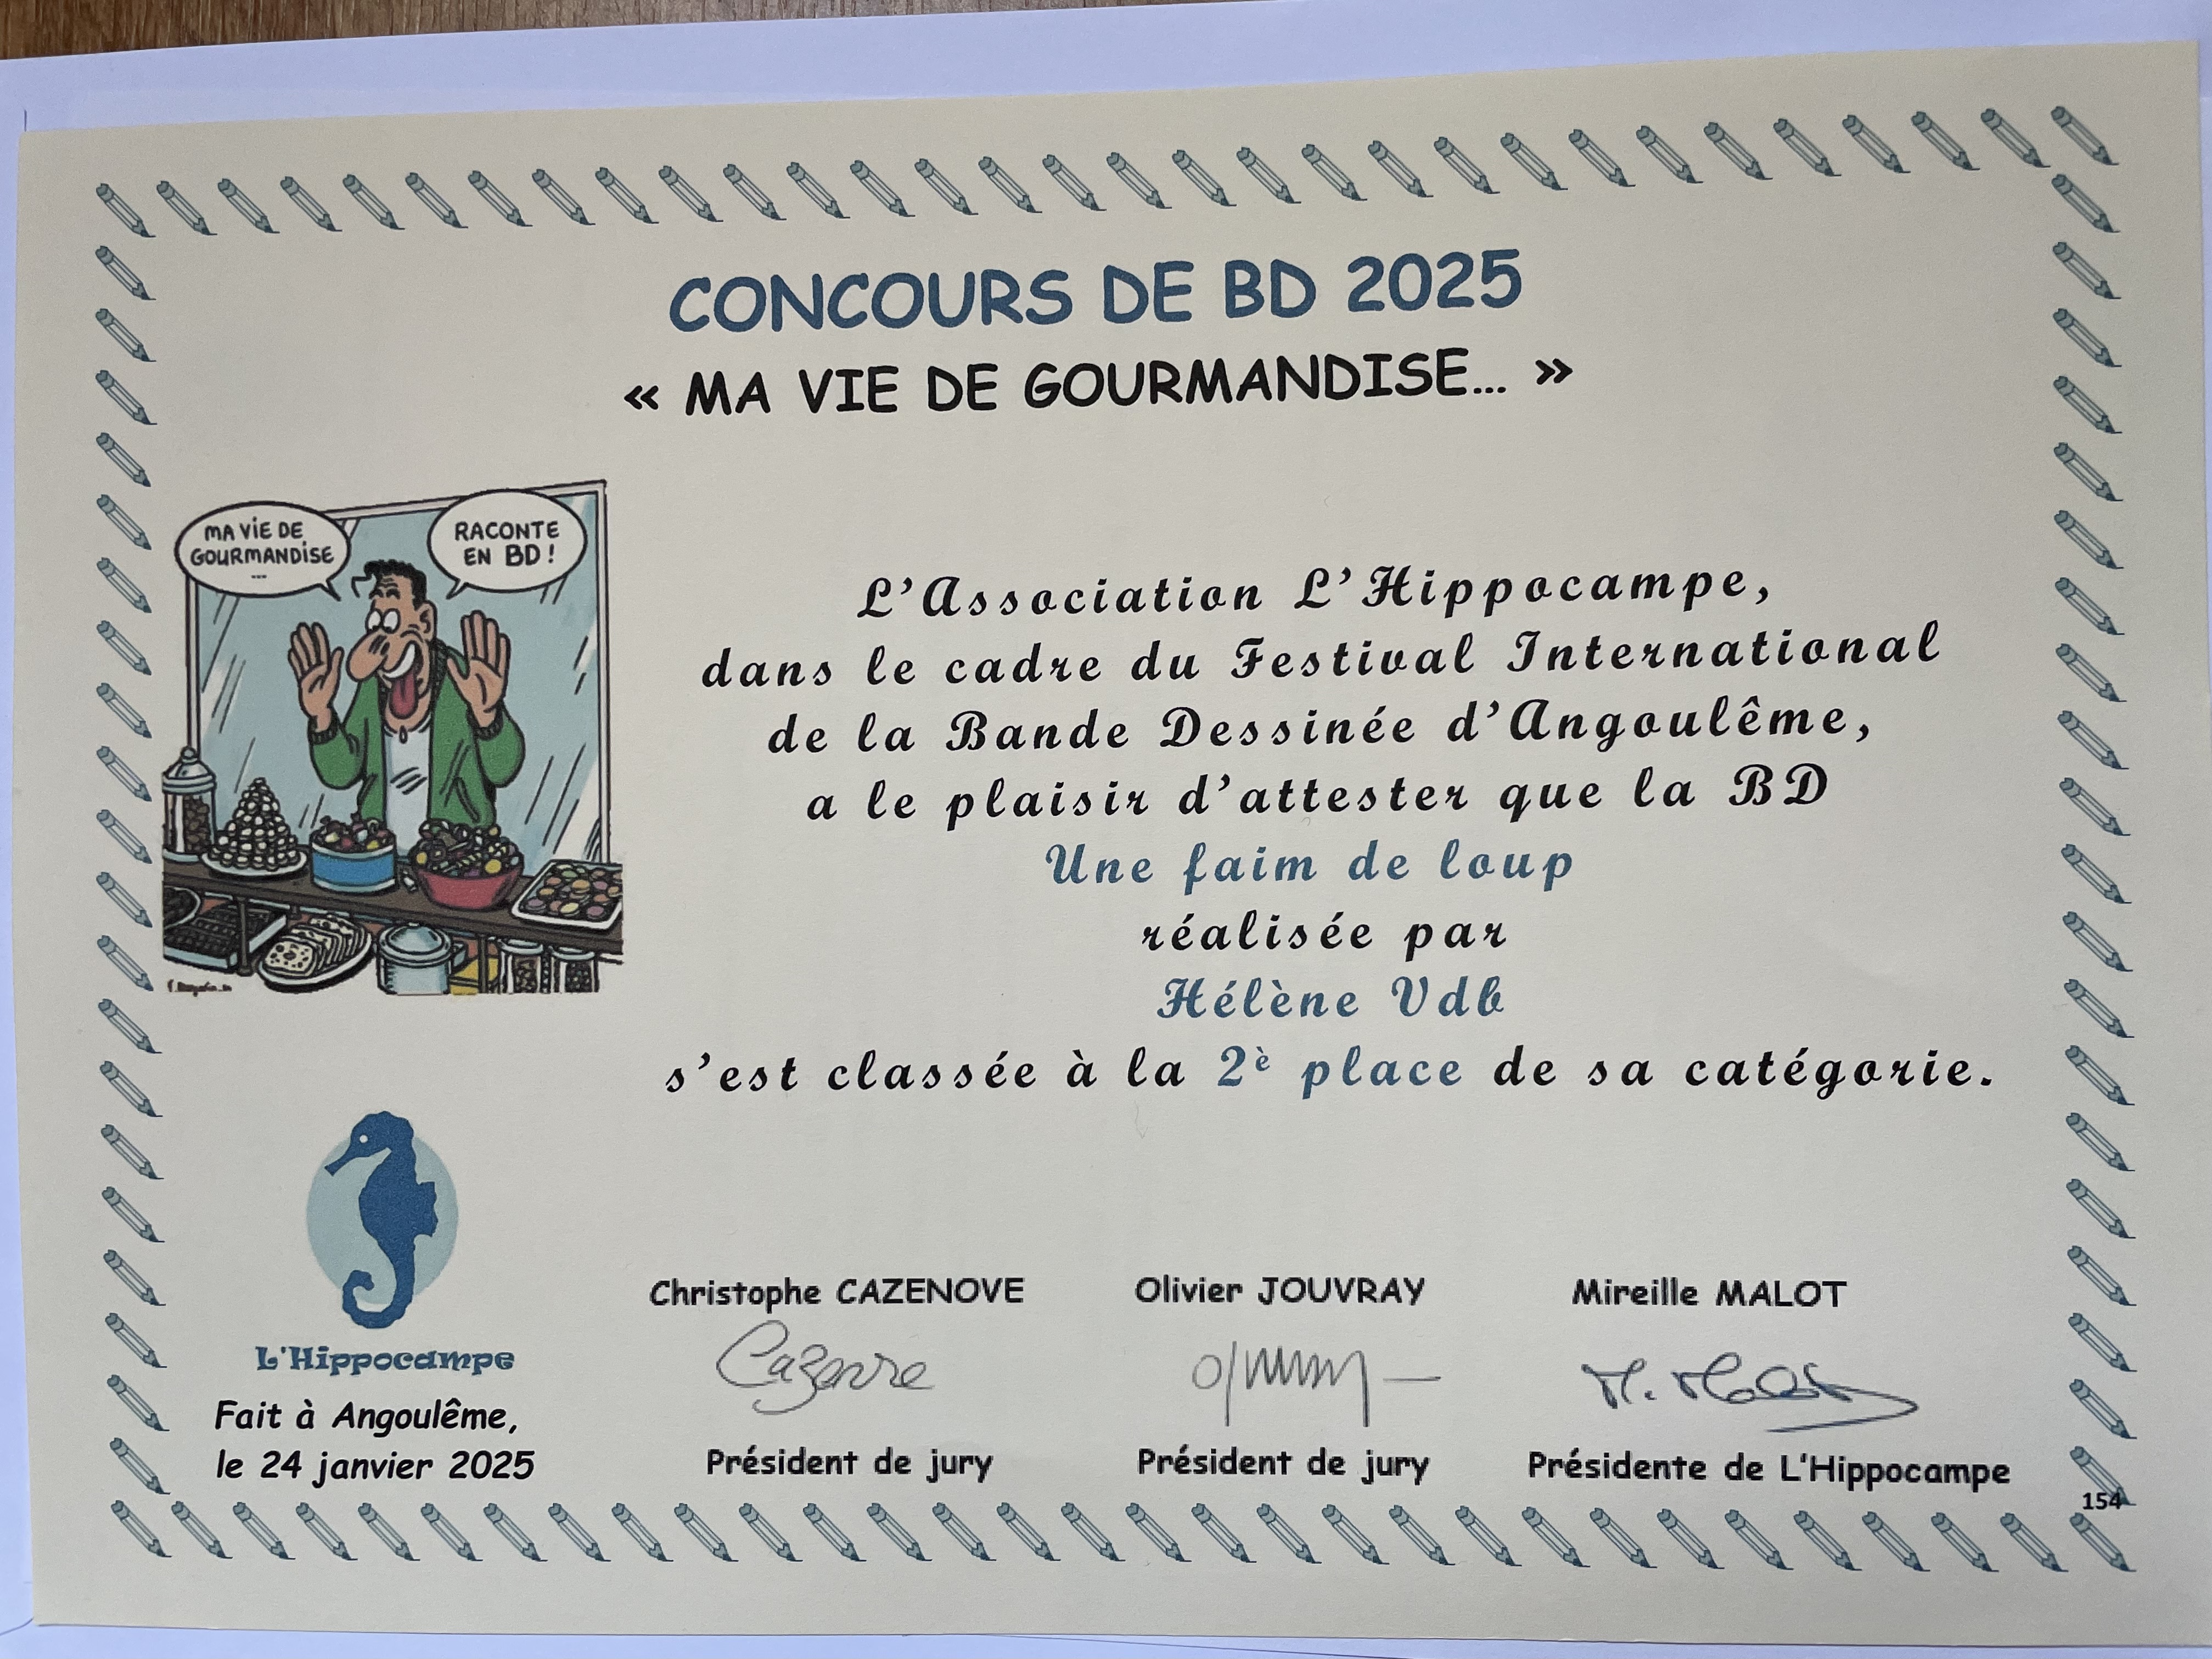 CONCOURS DE BD 2025
« MA VIE DE GOURMANDISE... »
MA VIE DE
GOURMANDISE
...
RACONTE
EN BD !
L'Association L'Hippocampe,
dans le cadre du Festival International
de la Bande Dessinée d'Angoulême,
a le plaisir d'attester que la BD
Une faim de loup
réalisée par
Hélène Vdb
s'est classée à la 2è place de sa catégorie.
L'Hippocampe
Fait à Angoulême,
le 24 janvier 2025
Christophe CAZENOVE
Cazenove
Président de jury
Olivier JOUVRAY
Président de jury
Mireille MALOT
M. Malot
Présidente de L'Hippocampe
154